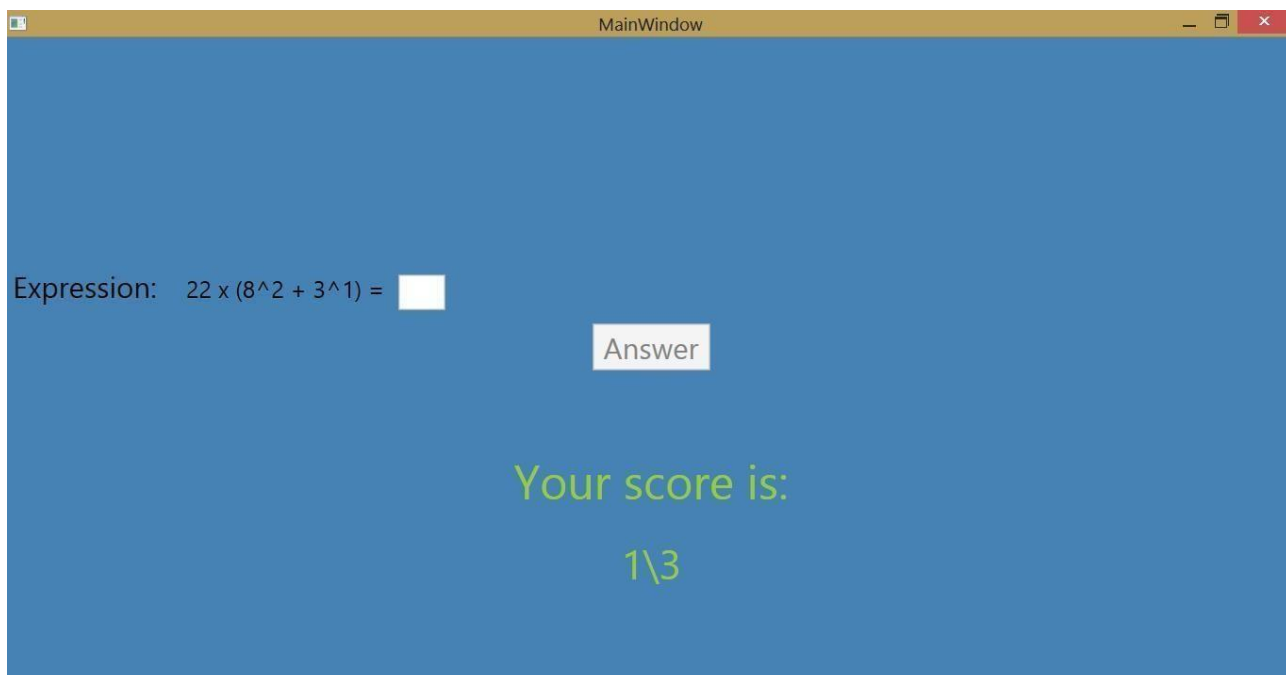 MainWindow
Expression: 22 x (8^2 + 3^1) =
Answer
Your score is:
1\3